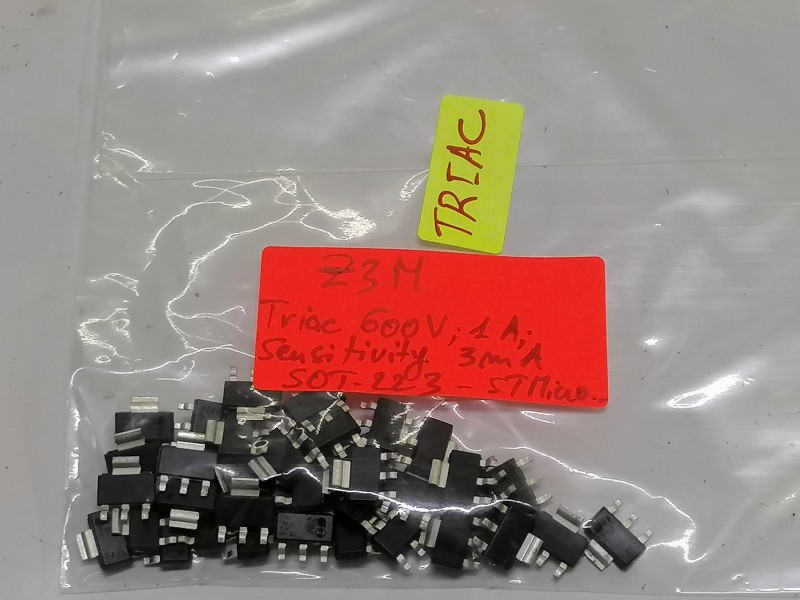 TRIAC
Z3M
Triac 600V; 1A;
Sensitivity 3mA
SOT-223 - STMicro..